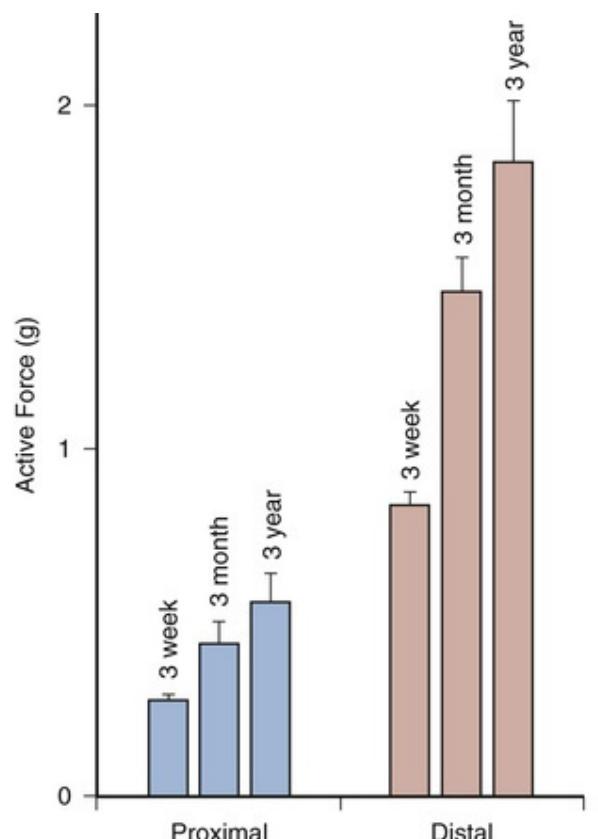 Active Force (g)
2
1
0
3 week
3 month
3 year
3 week
3 month
3 year
Proximal
Distal